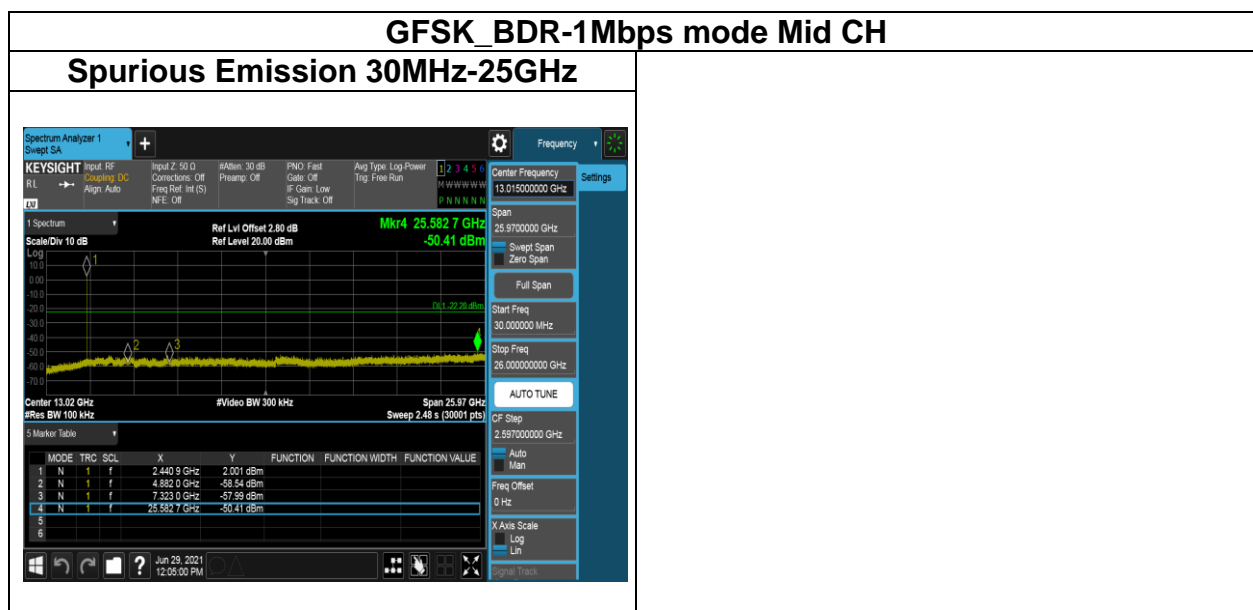 GFSK_BDR-1Mbps mode Mid CH
Spurious Emission 30MHz-25GHz
Spectrum Analyzer 1
Swept SA
+
Frequency
KEYSIGHT
RL
LXI
Input: RF
Coupling: DC
Align: Auto
Input Z: 50 Ω
Corrections: Off
Freq Ref: Int (S)
NFE: Off
#Atten: 30 dB
Preamp: Off
PNO: Fast
Gate: Off
IF Gain: Low
Sig Track: Off
Avg Type: Log-Power
Trig: Free Run
1 2 3 4 5 6
M W W W W W
P N N N N N
1 Spectrum
Scale/Div 10 dB
Ref Lvl Offset 2.80 dB
Ref Level 20.00 dBm
Mkr4 25.582 7 GHz
-50.41 dBm
Log
10.0
0.00
-10.0
-20.0
-30.0
-40.0
-50.0
-60.0
-70.0
1
2
3
DL1 -22.29 dBm
Center 13.02 GHz
#Res BW 100 kHz
#Video BW 300 kHz
Span 25.97 GHz
Sweep 2.48 s (30001 pts)
5 Marker Table
MODE TRC SCL X Y FUNCTION FUNCTION WIDTH FUNCTION VALUE
1 N 1 f 2.440 9 GHz 2.001 dBm
2 N 1 f 4.882 0 GHz -58.54 dBm
3 N 1 f 7.323 0 GHz -57.99 dBm
4 N 1 f 25.582 7 GHz -50.41 dBm
5
6
?
Jun 29, 2021
12:05:00 PM
Center Frequency
13.015000000 GHz
Settings
Span
25.9700000 GHz
Swept Span
Zero Span
Full Span
Start Freq
30.000000 MHz
Stop Freq
26.000000000 GHz
AUTO TUNE
CF Step
2.597000000 GHz
Auto
Man
Freq Offset
0 Hz
X Axis Scale
Log
Lin
Signal Track